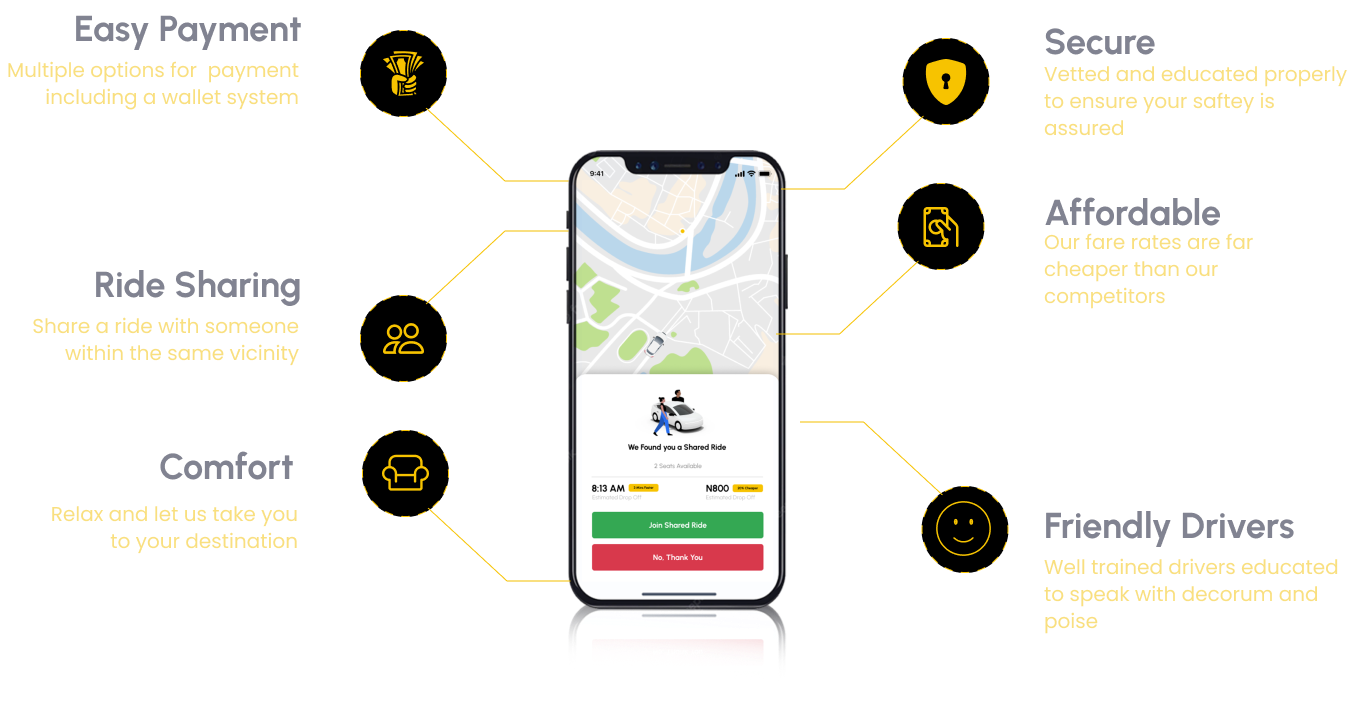 Easy Payment
Multiple options for  payment
including a wallet system
Ride Sharing
Share a ride with someone
within the same vicinity
Comfort
Relax and let us take you
to your destination
9:41
We Found you a Shared Ride
2 Seats Available
8:13 AM
N800
Estimated Drop Off
Estimated Drop Off
Join Shared Ride
No, Thank You
Secure
Vetted and educated properly
to ensure your saftey is
assured
Affordable
Our fare rates are far
cheaper than our
competitors
Friendly Drivers
Well trained drivers educated
to speak with decorum and
poise